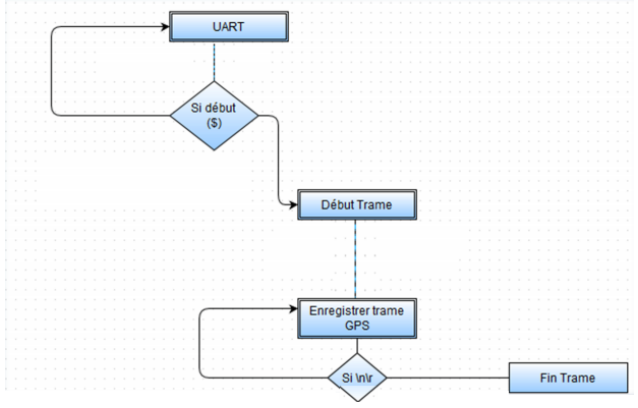 UART
Si début
($)
Début Trame
Enregistrer trame
GPS
Si \n\r
Fin Trame